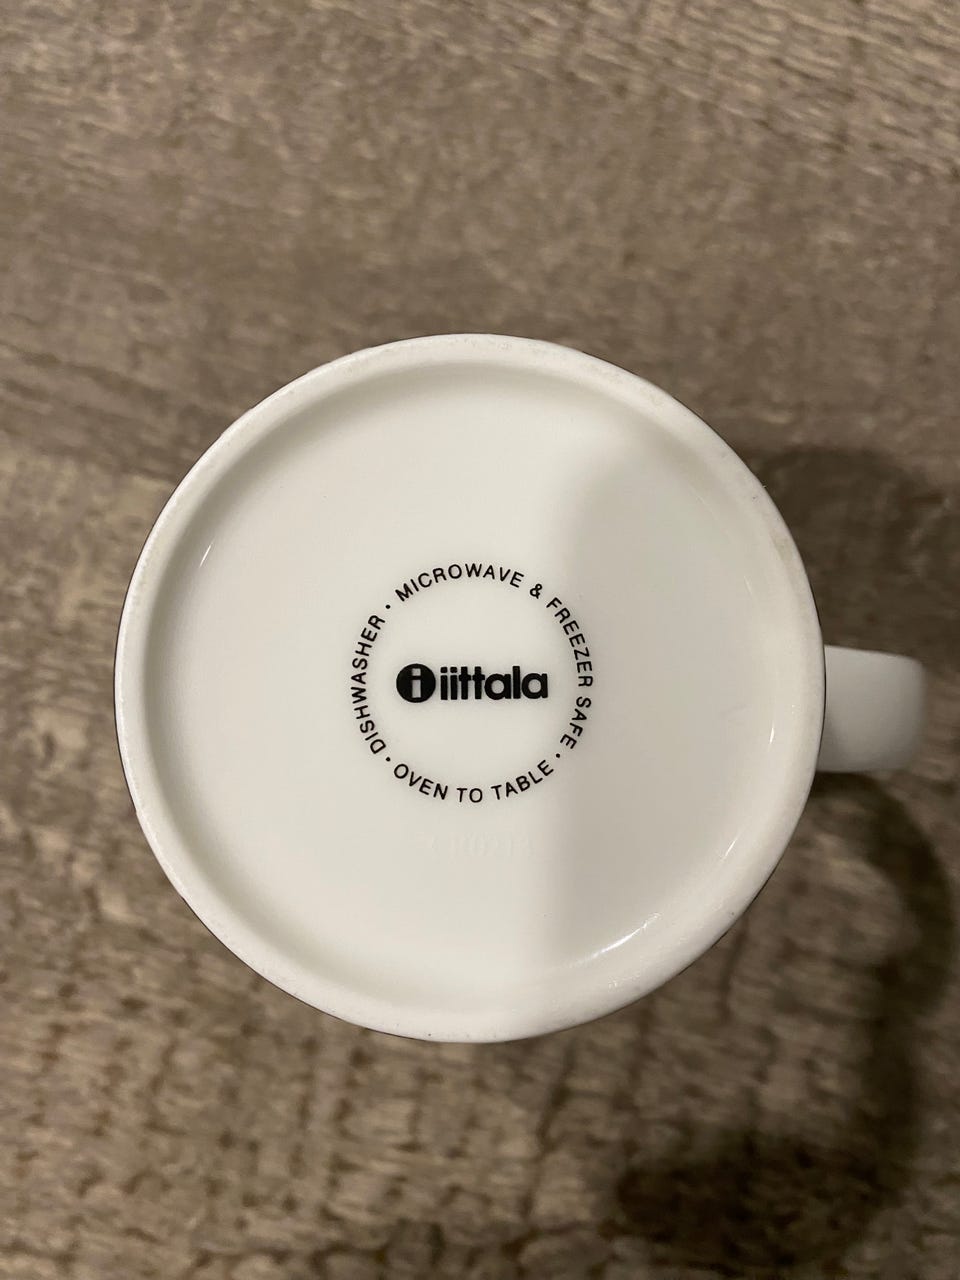 DISHWASHER · MICROWAVE & FREEZER SAFE · OVEN TO TABLE ·
i iittala